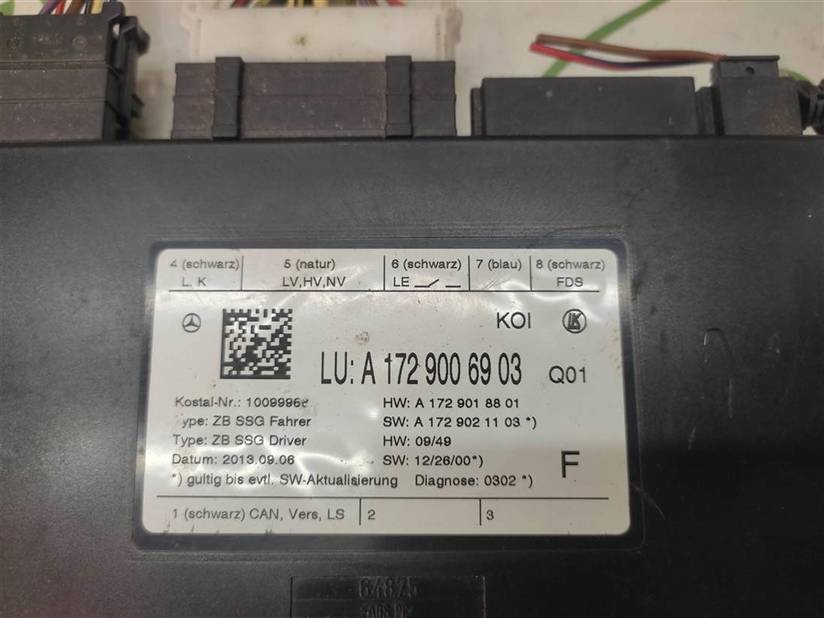 4 (schwarz) 5 (natur) 6 (schwarz) 7 (blau) 8 (schwarz)
L, K LV,HV,NV LE FDS
KOI
LU: A 172 900 69 03 Q01
Kostal-Nr.: HW: A 172 901 88 01
ype: ZB SSG Fahrer SW: A 172 902 11 03 *)
Type: ZB SSG Driver HW: 09/49
Datum: 2013.09.06 SW: 12/26/00*) F
*) gultig bis evtl. SW-Aktualisierung Diagnose: 0302 *)
1 (schwarz) CAN, Vers, LS 2 3